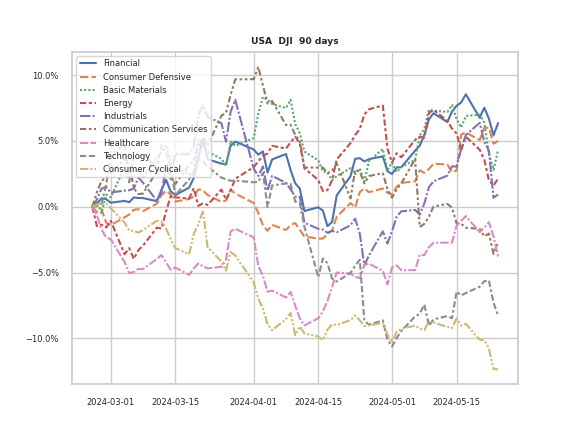 USA DJI 90 days
10.0%
5.0%
0.0%
−5.0%
−10.0%
Financial
Consumer Defensive
Basic Materials
Energy
Industrials
Communication Services
Healthcare
Technology
Consumer Cyclical
2024-03-01
2024-03-15
2024-04-01
2024-04-15
2024-05-01
2024-05-15